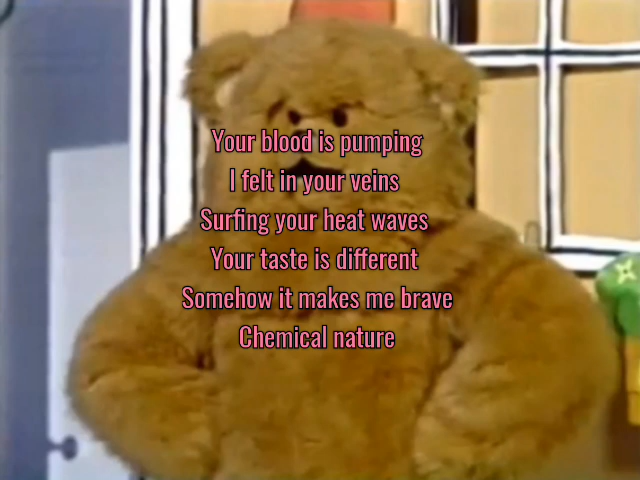 Your blood is pumping
I felt in your veins
Surfing your heat waves
Your taste is different
Somehow it makes me brave
Chemical nature